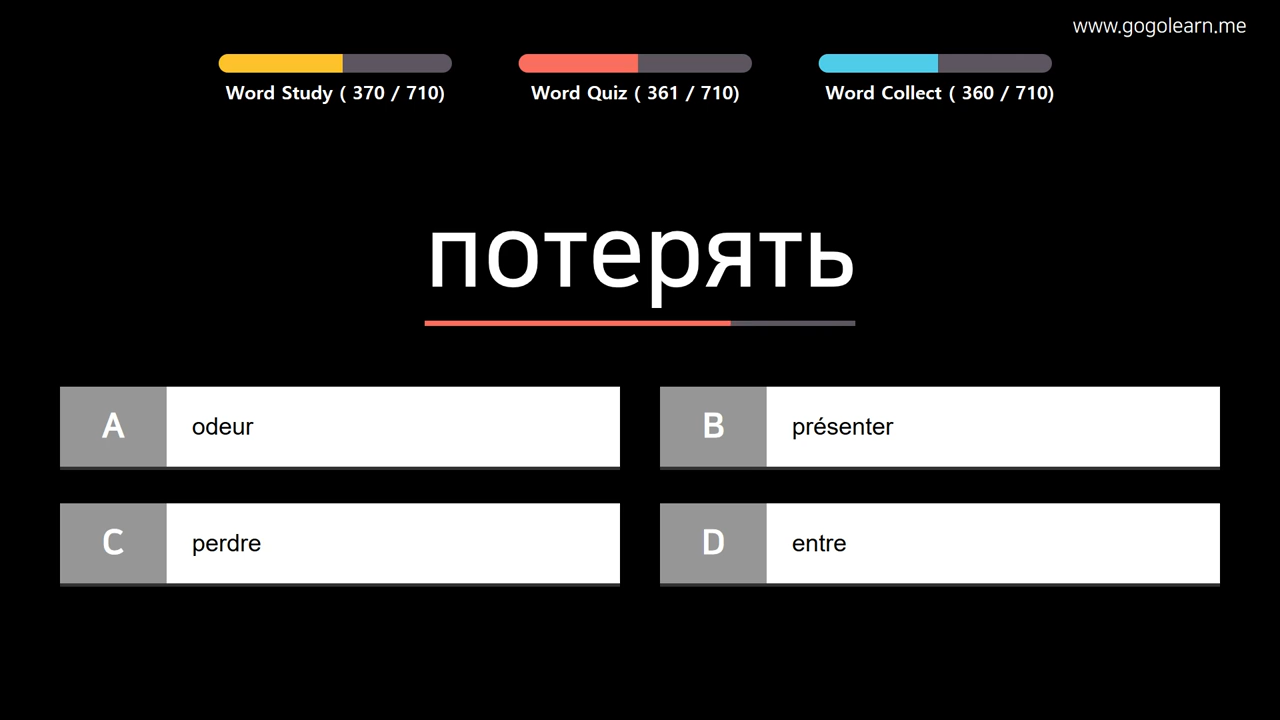 www.gogolearn.me
Word Study ( 370 / 710)
Word Quiz ( 361 / 710)
Word Collect ( 360 / 710)
потерять
A odeur
B présenter
C perdre
D entre